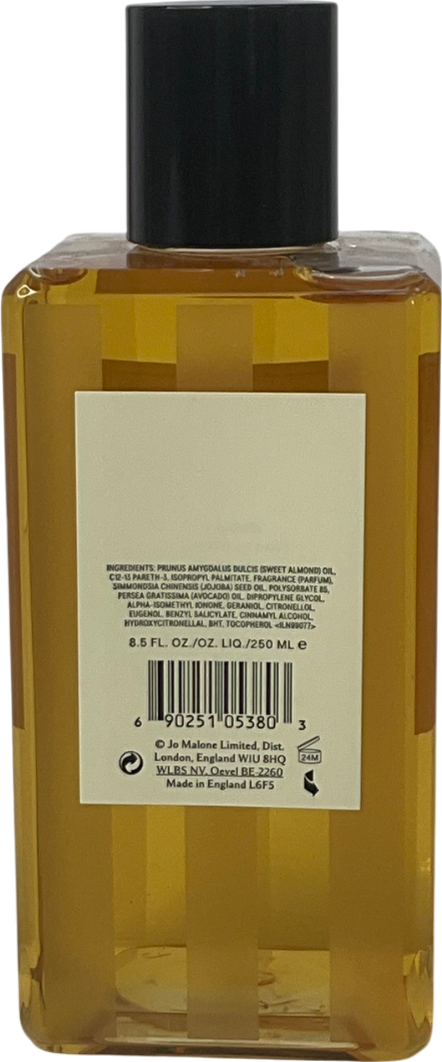 INGREDIENTS: PRUNUS AMYGDALUS DULCIS (SWEET ALMOND) OIL,
C12-13 PARETH-3, ISOPROPYL PALMITATE, FRAGRANCE (PARFUM),
SIMMONDSIA CHINENSIS (JOJOBA) SEED OIL, POLYSORBATE 85,
PERSEA GRATISSIMA (AVOCADO) OIL, DIPROPYLENE GLYCOL,
ALPHA-ISOMETHYL IONONE, GERANIOL, CITRONELLOL,
EUGENOL, BENZYL SALICYLATE, CINNAMYL ALCOHOL,
HYDROXYCITRONELLAL, BHT, TOCOPHEROL <ILN99077>
8.5 FL. OZ./OZ. LIQ./250 ML ℮
6 90251 05380 3
© Jo Malone Limited, Dist.
London, England W1U 8HQ
WLBS NV. Oevel BE-2260
Made in England L6F5
24M